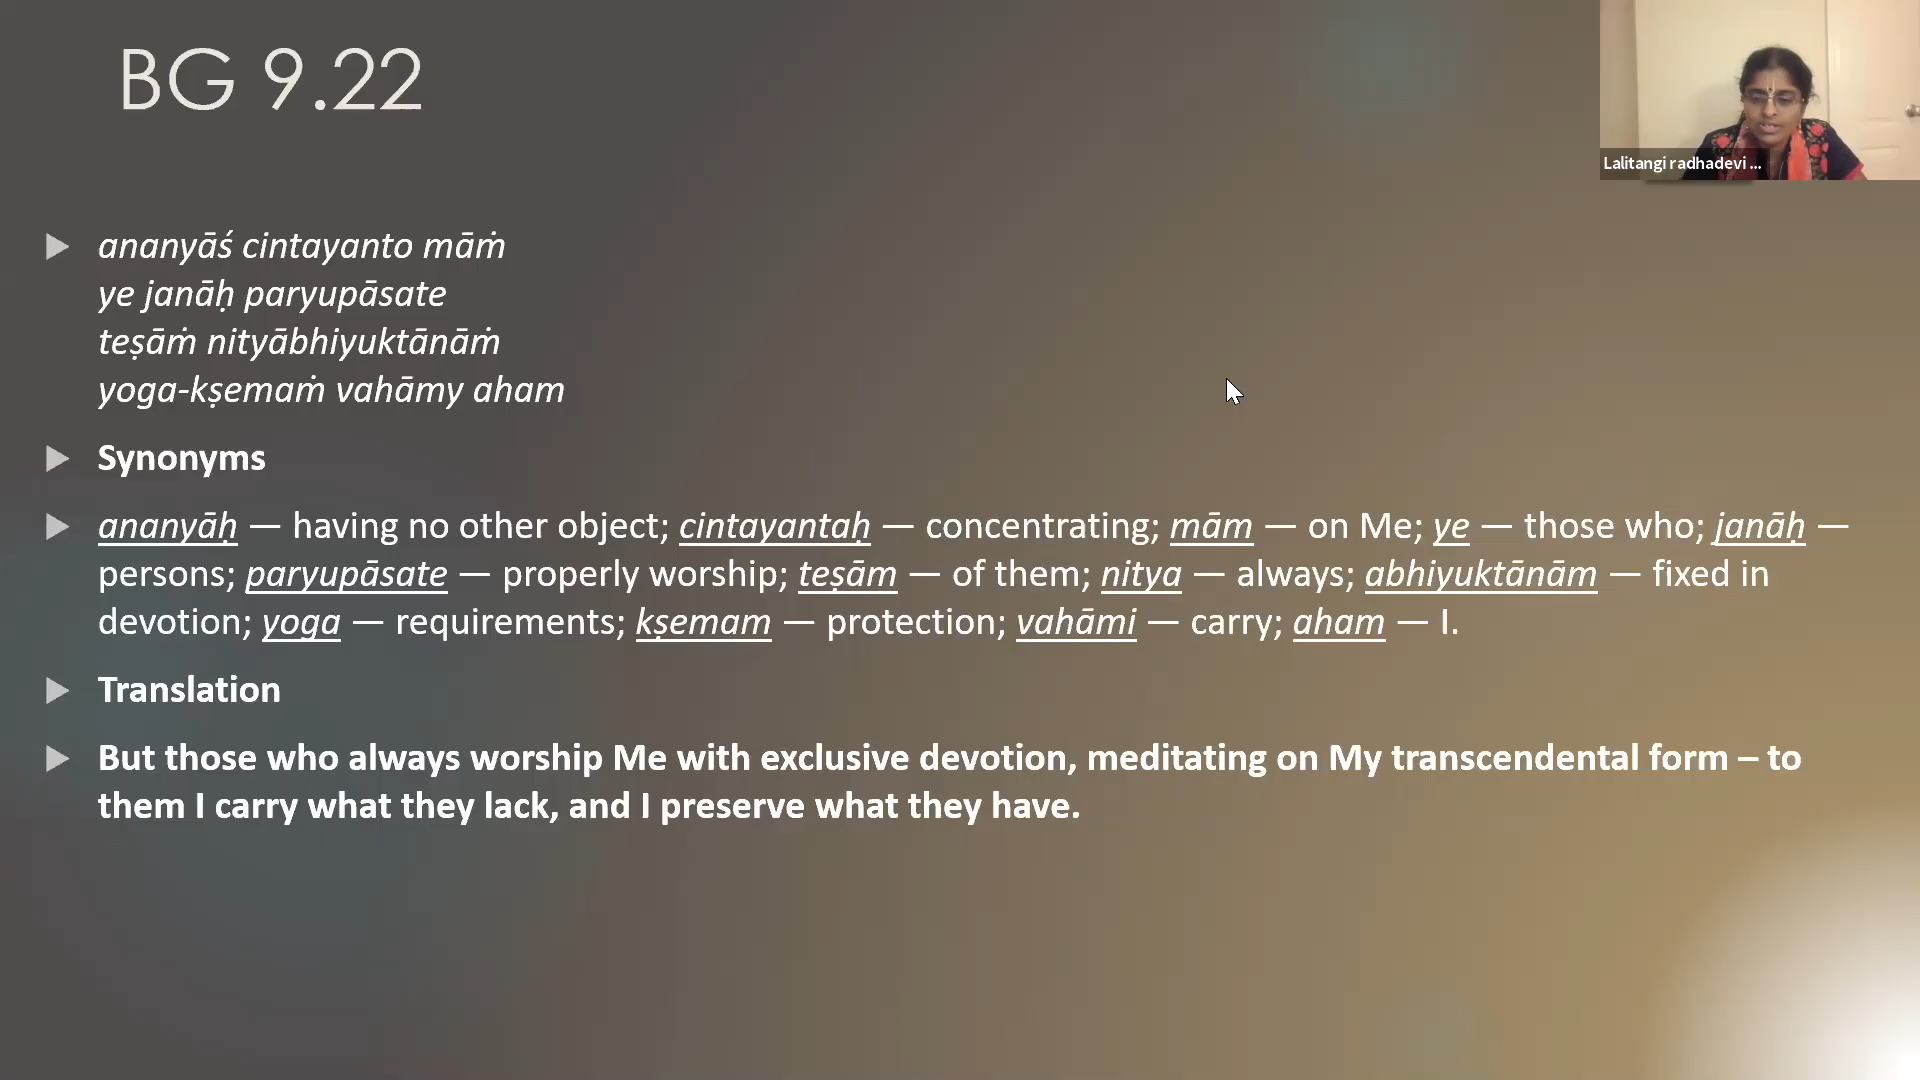 BG 9.22
Lalitangi radhadevi ...
ananyāś cintayanto māṁ
ye janāḥ paryupāsate
teṣāṁ nityābhiyuktānāṁ
yoga-kṣemaṁ vahāmy aham
Synonyms
ananyāḥ — having no other object; cintayantaḥ — concentrating; mām — on Me; ye — those who; janāḥ —
persons; paryupāsate — properly worship; teṣām — of them; nitya — always; abhiyuktānām — fixed in
devotion; yoga — requirements; kṣemam — protection; vahāmi — carry; aham — I.
Translation
But those who always worship Me with exclusive devotion, meditating on My transcendental form – to
them I carry what they lack, and I preserve what they have.